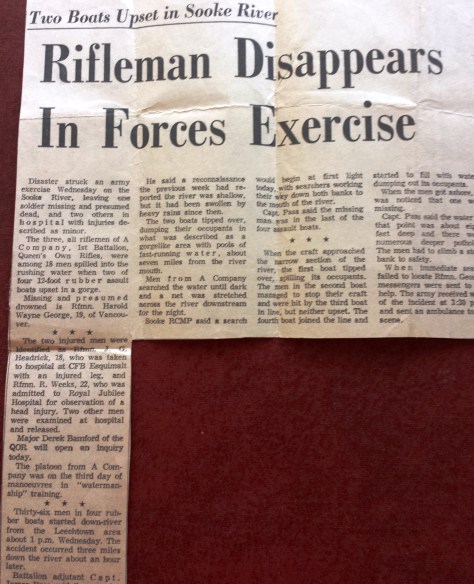 Two Boats Upset in Sooke River
Rifleman Disappears
In Forces Exercise
Disaster struck an army
exercise Wednesday on the
Sooke River, leaving one
soldier missing and presumed
dead, and two others in
hospital with injuries de-
scribed as minor.
The three, all riflemen of A
Company, 1st Battalion,
Queen's Own Rifles, were
among 18 men spilled into the
rushing water when two of
four 12-foot rubber assault
boats upset in a gorge.
Missing and presumed
drowned is Rfmn. Harold
Wayne George, 19, of Vancou-
ver.
* * *
The two injured men were
identified as Rfmn. J. G.
Headrick, 18, who was taken
to hospital at CFB Esquimalt
with an injured leg, and
Rfmn. R. Weeks, 22, who was
admitted to Royal Jubilee
Hospital for observation of a
head injury. Two other men
were examined at hospital
and released.
Major Derek Bamford of the
QOR will open an inquiry
today.
The platoon from A Com-
pany was on the third day of
manoeuvres in "waterman-
ship" training.
* * *
Thirty-six men in four rub-
ber boats started down-river
from the Leechtown area
about 1 p.m. Wednesday. The
accident occurred three miles
down the river about an hour
later.
Battalion adjutant Capt.
He said a reconnaissance
the previous week had re-
ported the river was shallow,
but it had been swollen by
heavy rains since then.
The two boats tipped over,
dumping their occupants in
what was described as a
gorgelike area with pools of
fast-running water, about
seven miles from the river
mouth.
Men from A Company
searched the water until dark
and a net was stretched
across the river downstream
for the night.
Sooke RCMP said a search
would begin at first light
today, with searchers working
their way down both banks to
the mouth of the river.
Capt. Psaa said the missing
man was in the last of the
four assault boats.
* * *
When the craft approached
the narrow section of the
river, the first boat tipped
over, spilling its occupants.
The men in the second boat
managed to stop their craft
and were hit by the third boat
in line, but neither upset. The
fourth boat joined the line and
started to fill with wate
dumping out its occupants.
When the men got ashore,
was noticed that one w
missing.
Capt. Psaa said the water
that point was about eig
feet deep and there w
numerous deeper
The men had to climb a
bank to safety.
When immediate
failed to locate Rfmn. Geor
messengers were sent to
help. The army received
of the incident at 2:20 p
and sent an ambulance to
scene.